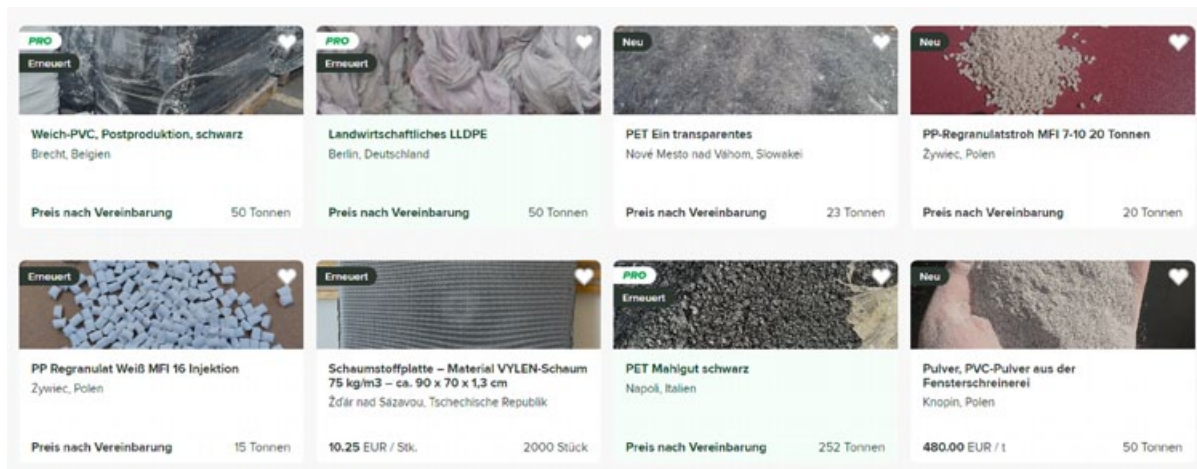 PRO
Erneuert
Weich-PVC, Postproduktion, schwarz
Brecht, Belgien
Preis nach Vereinbarung 50 Tonnen
PRO
Erneuert
Landwirtschaftliches LLDPE
Berlin, Deutschland
Preis nach Vereinbarung 50 Tonnen
Neu
PET Ein transparentes
Nové Mesto nad Váhom, Slowakei
Preis nach Vereinbarung 23 Tonnen
Neu
PP-Regranulatstroh MFI 7-10 20 Tonnen
Żywiec, Polen
Preis nach Vereinbarung 20 Tonnen
Erneuert
PP Regranulat Weiß MFI 16 Injektion
Żywiec, Polen
Preis nach Vereinbarung 15 Tonnen
Erneuert
Schaumstoffplatte – Material VYLEN-Schaum
75 kg/m3 – ca. 90 x 70 x 1,3 cm
Žďár nad Sázavou, Tschechische Republik
10.25 EUR / Stk. 2000 Stück
PRO
Erneuert
PET Mahlgut schwarz
Napoli, Italien
Preis nach Vereinbarung 252 Tonnen
Neu
Pulver, PVC-Pulver aus der
Fensterschreinerei
Knopin, Polen
480.00 EUR / t 50 Tonnen